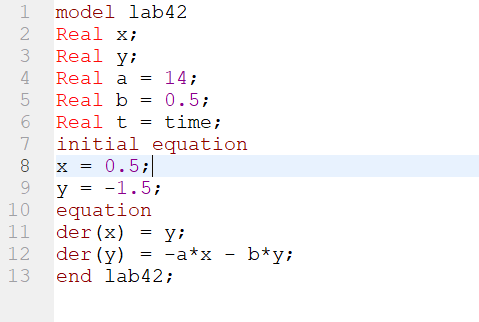 1 model lab42
2 Real x;
3 Real y;
4 Real a = 14;
5 Real b = 0.5;
6 Real t = time;
7 initial equation
8 x = 0.5;
9 y = -1.5;
10 equation
11 der(x) = y;
12 der(y) = -a*x - b*y;
13 end lab42;